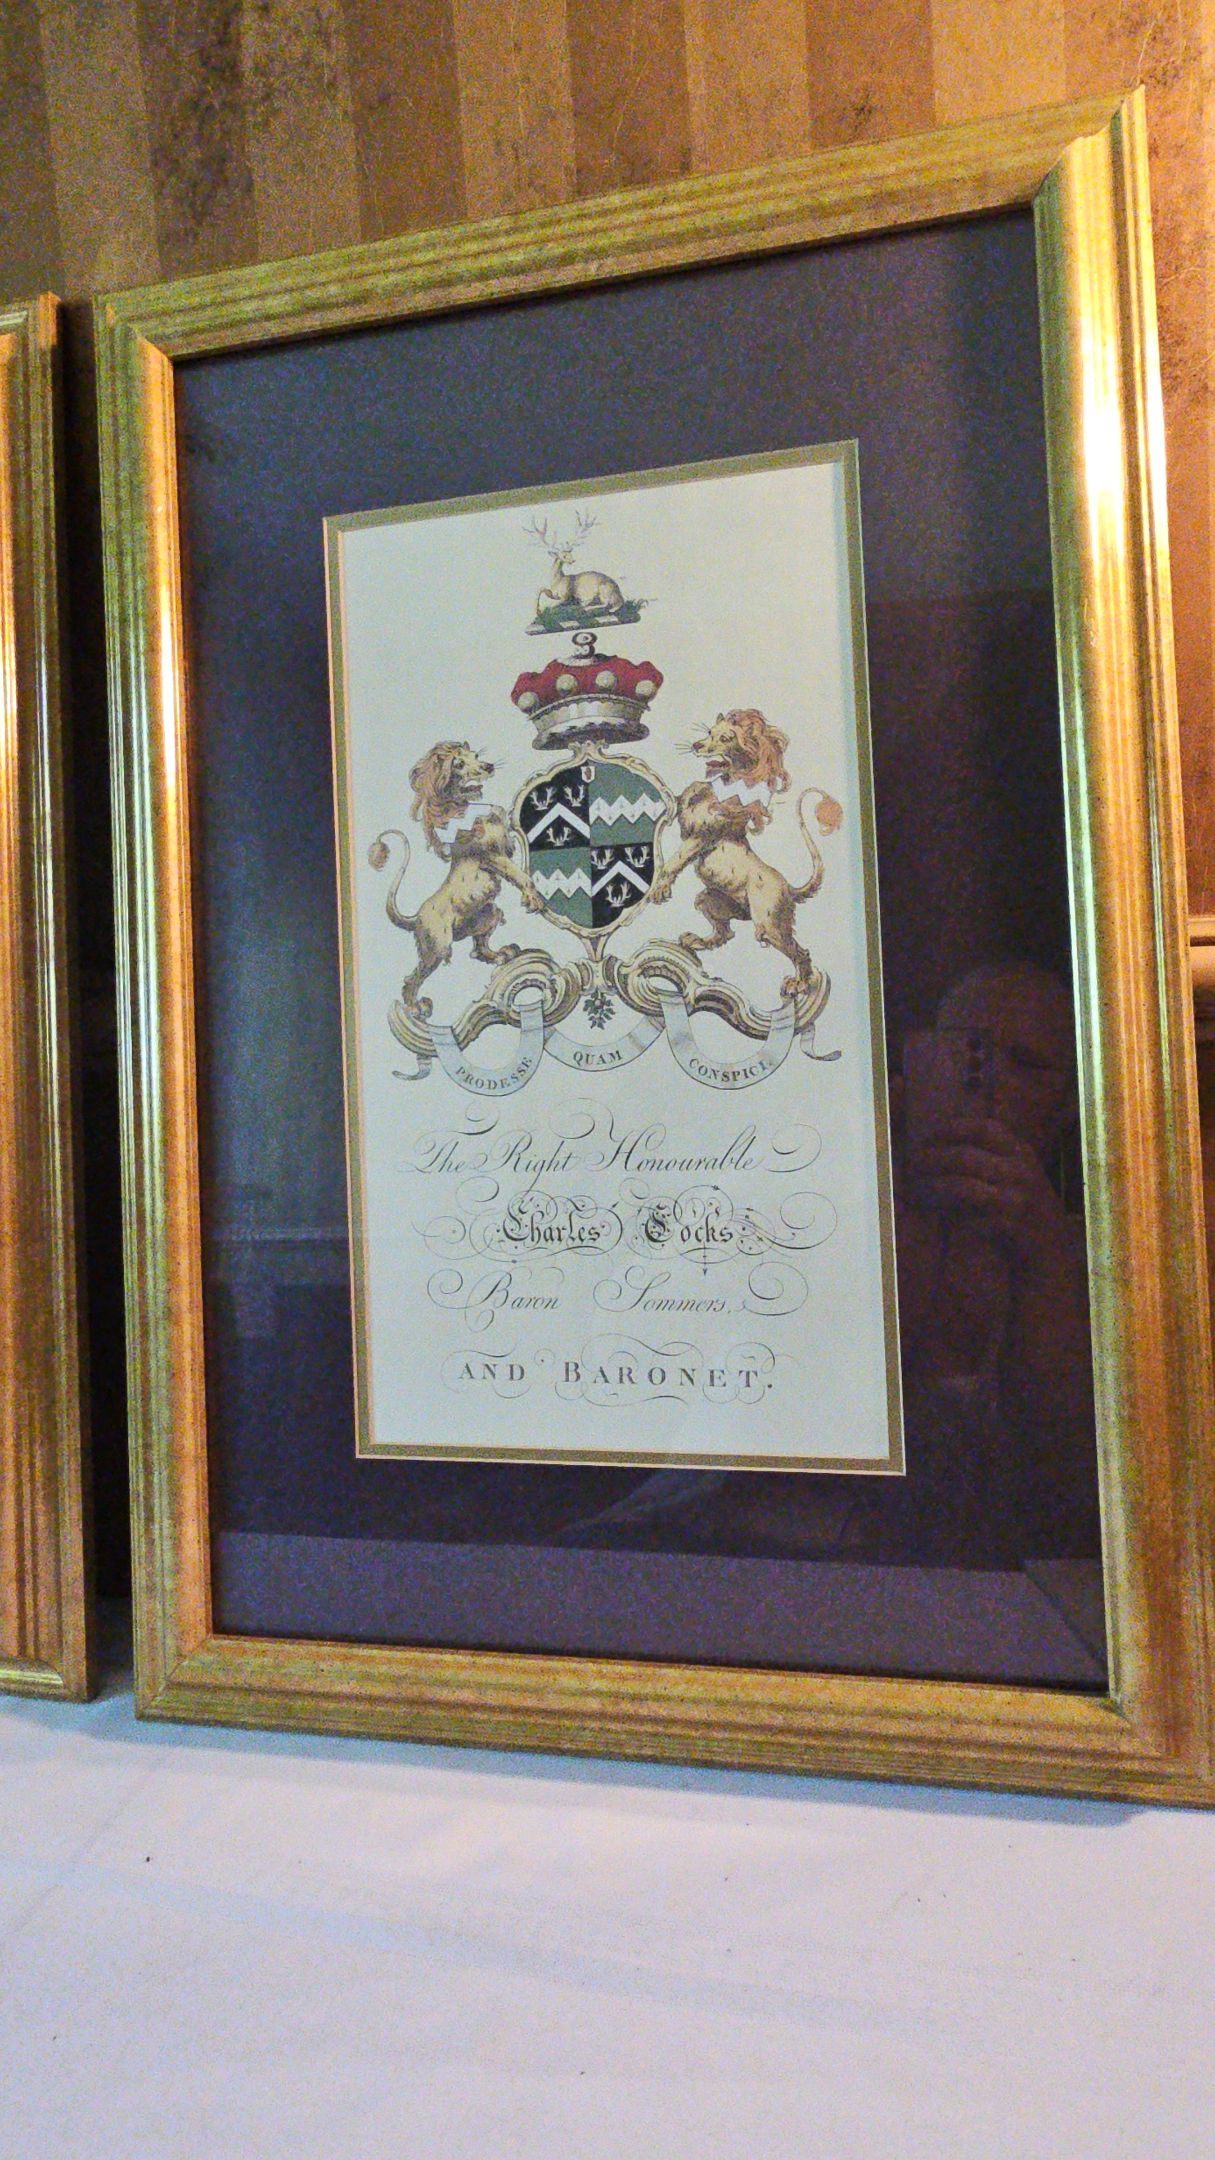 PRODESSE QUAM CONSPICI.
The Right Honourable
Charles Cocks
Baron Sommers,
AND BARONET.